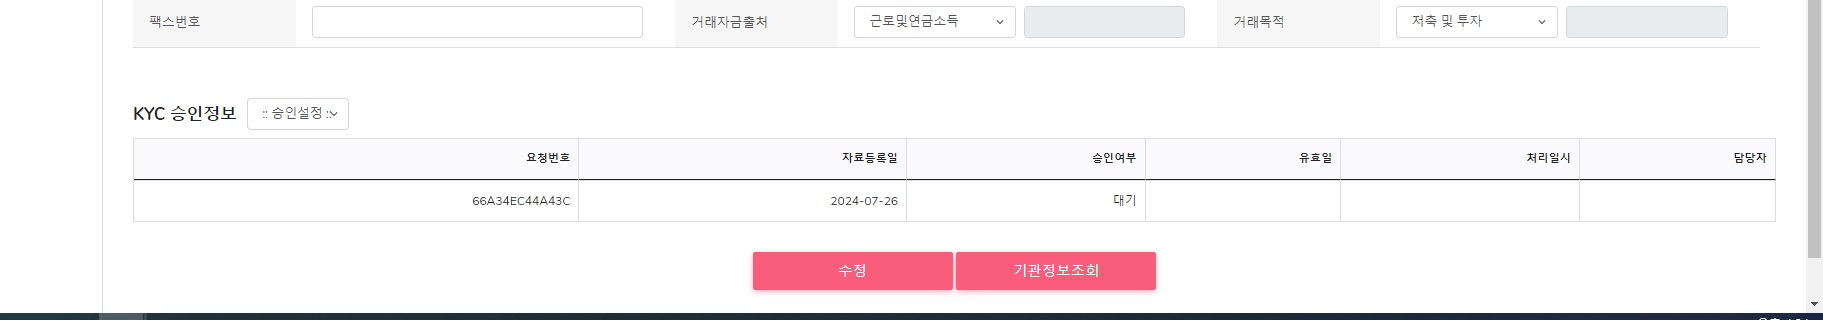 팩스번호 거래자금출처 근로및연금소득 거래목적 저축 및 투자
KYC 승인정보 :: 승인설정 ::
요청번호 자료등록일 승인여부 유효일 처리일시 담당자
66A34EC44A43C 2024-07-26 대기
수정 기관정보조회